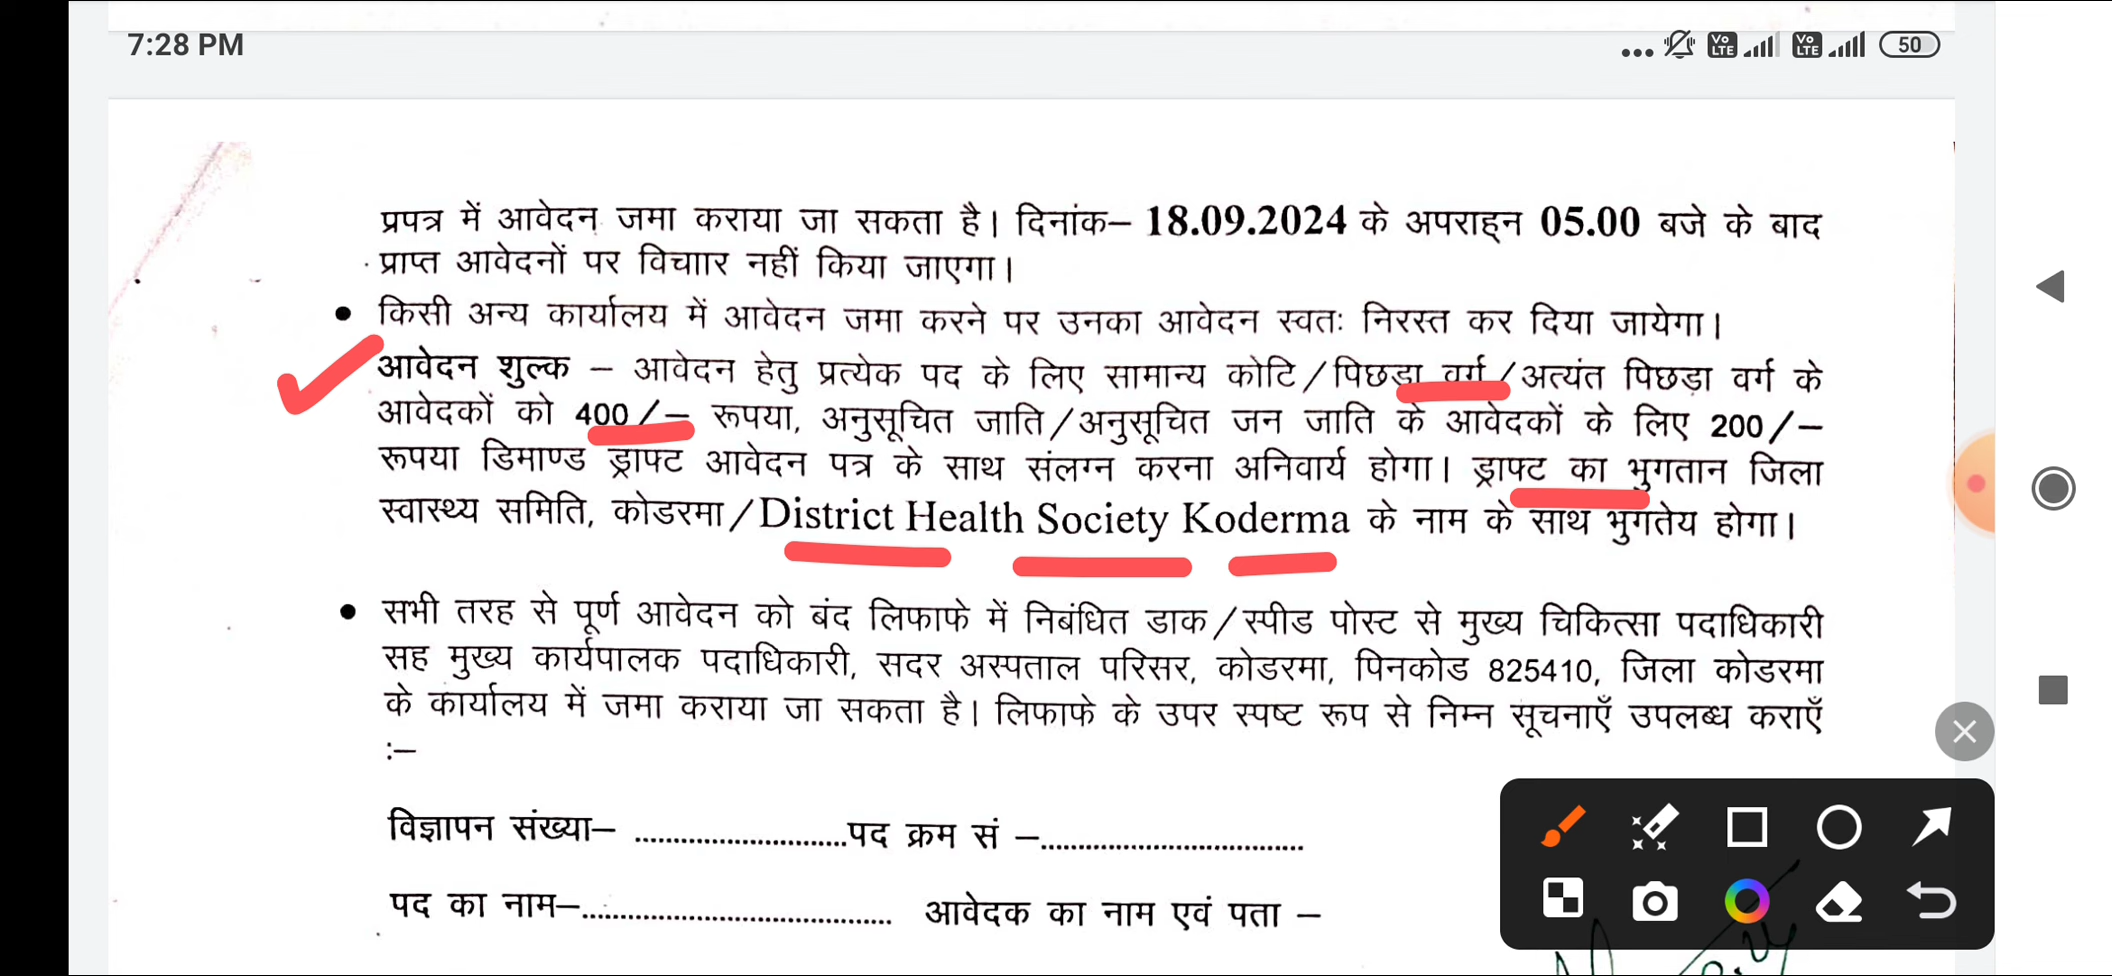 7:28 PM
Vo LTE Vo LTE 50
प्रपत्र में आवेदन जमा कराया जा सकता है। दिनांक– 18.09.2024 के अपराह्न 05.00 बजे के बाद
प्राप्त आवेदनों पर विचाार नहीं किया जाएगा।
• किसी अन्य कार्यालय में आवेदन जमा करने पर उनका आवेदन स्वतः निरस्त कर दिया जायेगा।
आवेदन शुल्क – आवेदन हेतु प्रत्येक पद के लिए सामान्य कोटि/पिछड़ा वर्ग/अत्यंत पिछड़ा वर्ग के
आवेदकों को 400/– रूपया, अनुसूचित जाति/अनुसूचित जन जाति के आवेदकों के लिए 200/–
रूपया डिमाण्ड ड्राफ्ट आवेदन पत्र के साथ संलग्न करना अनिवार्य होगा। ड्राफ्ट का भुगतान जिला
स्वास्थ्य समिति, कोडरमा/District Health Society Koderma के नाम के साथ भुगतेय होगा।
• सभी तरह से पूर्ण आवेदन को बंद लिफाफे में निबंधित डाक/स्पीड पोस्ट से मुख्य चिकित्सा पदाधिकारी
सह मुख्य कार्यपालक पदाधिकारी, सदर अस्पताल परिसर, कोडरमा, पिनकोड 825410, जिला कोडरमा
के कार्यालय में जमा कराया जा सकता है। लिफाफे के उपर स्पष्ट रूप से निम्न सूचनाएँ उपलब्ध कराएँ
:–
विज्ञापन संख्या– ........................पद क्रम सं –..............................
पद का नाम–.................................... आवेदक का नाम एवं पता –